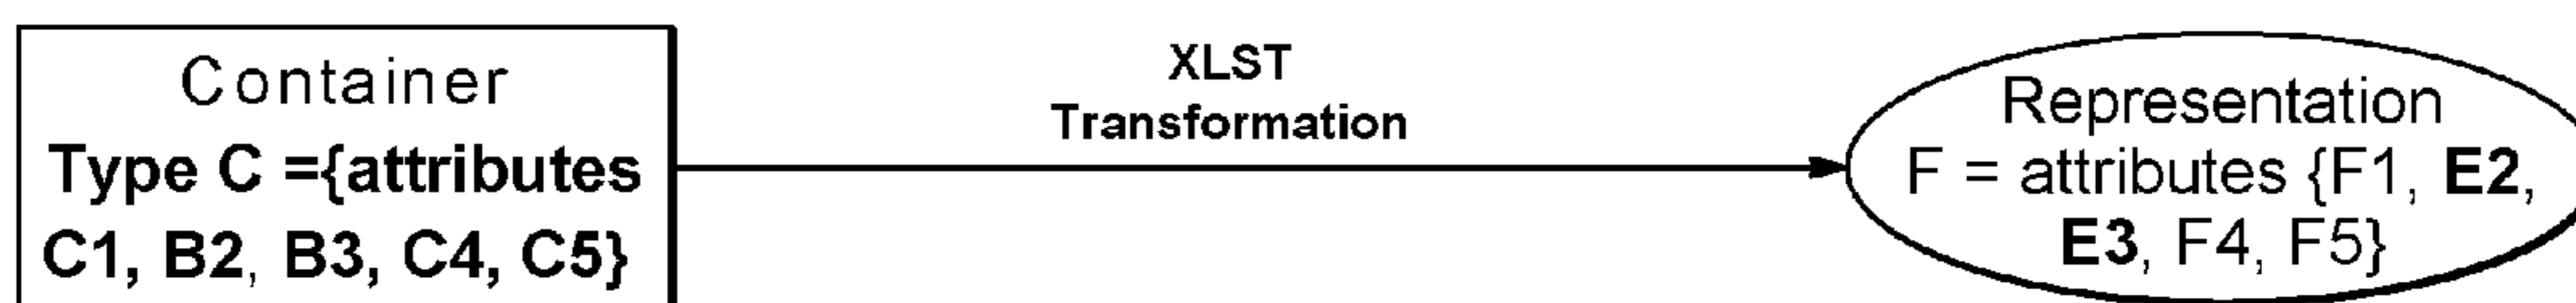 Container
Type C ={attributes
C1, B2, B3, C4, C5}
XLST
Transformation
Representation
F = attributes {F1, E2,
E3, F4, F5}